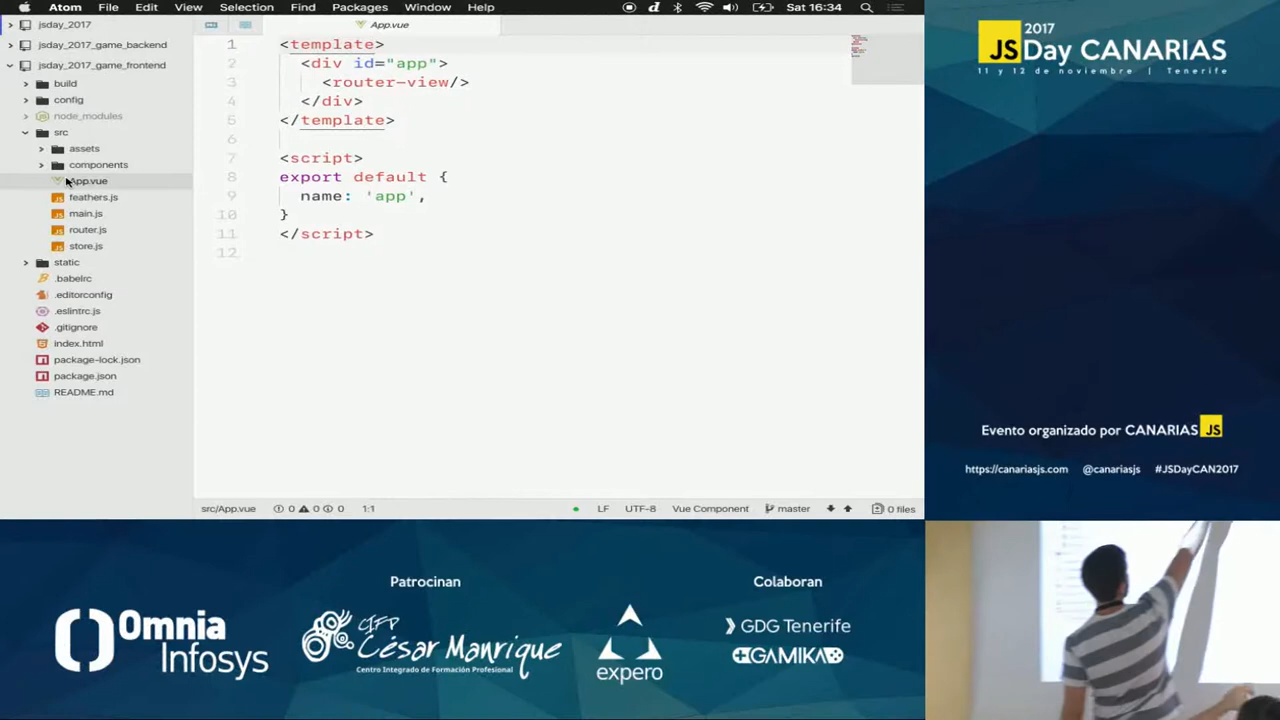 Atom File Edit View Selection Find Packages Window Help
Sat 16:34
jsday_2017
jsday_2017_game_backend
jsday_2017_game_frontend
build
config
node_modules
src
assets
components
App.vue
feathers.js
main.js
router.js
store.js
static
.babelrc
.editorconfig
.eslintrc.js
.gitignore
index.html
package-lock.json
package.json
README.md
App.vue
1 <template>
2 <div id="app">
3 <router-view/>
4 </div>
5 </template>
6
7 <script>
8 export default {
9 name: 'app',
10 }
11 </script>
12
src/App.vue 0 0 0 1:1
LF UTF-8 Vue Component master 0 files
2017
JSDay CANARIAS
11 y 12 de noviembre | Tenerife
Evento organizado por CANARIAS JS
https://canariasjs.com @canariasjs #JSDayCAN2017
Patrocinan
Omnia
Infosys
CIFP
César Manrique
Centro Integrado de Formación Profesional
expero
Colaboran
GDG Tenerife
GAMIKA